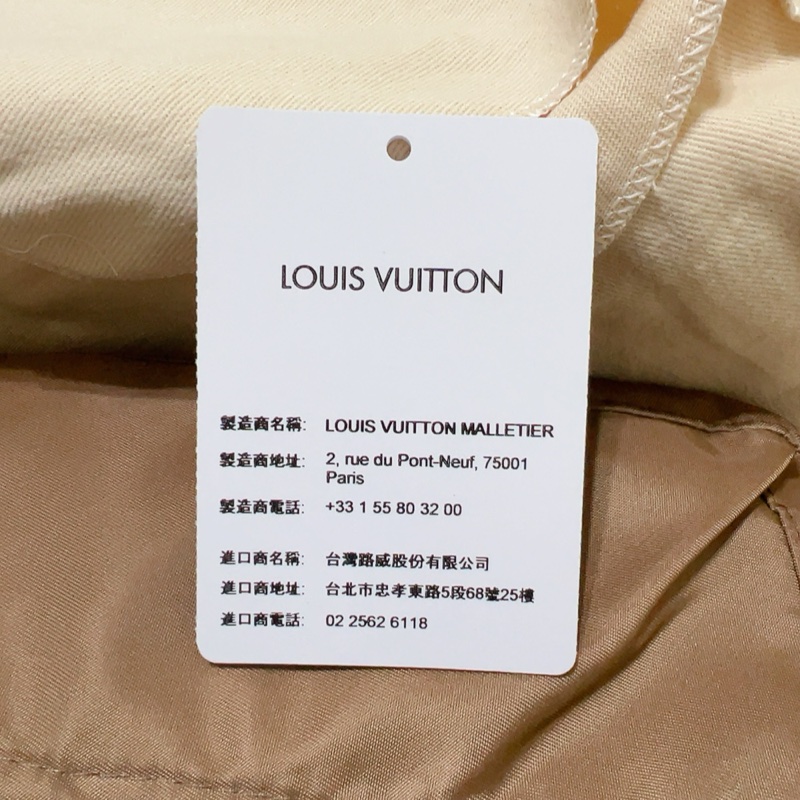 LOUIS VUITTON
製造商名稱: LOUIS VUITTON MALLETIER
製造商地址: 2, rue du Pont-Neuf, 75001
Paris
製造商電話: +33 1 55 80 32 00
進口商名稱: 台灣路威股份有限公司
進口商地址: 台北市忠孝東路5段68號25樓
進口商電話: 02 2562 6118